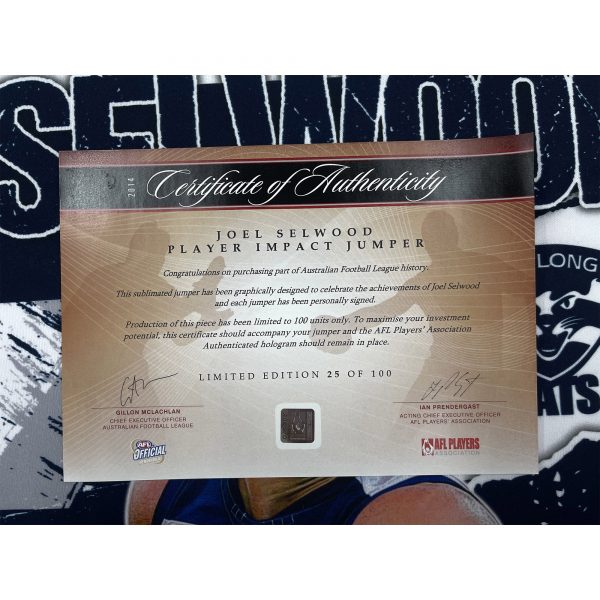 SELWOOD
2014
Certificate of Authenticity
JOEL SELWOOD
PLAYER IMPACT JUMPER
Congratulations on purchasing part of Australian Football League history.
This sublimated jumper has been graphically designed to celebrate the achievements of Joel Selwood
and each jumper has been personally signed.
Production of this piece has been limited to 100 units only. To maximise your investment
potential, this certificate should accompany your jumper and the AFL Players' Association
Authenticated hologram should remain in place.
LIMITED EDITION 25 OF 100
GILLON MCLACHLAN
CHIEF EXECUTIVE OFFICER
AUSTRALIAN FOOTBALL LEAGUE
IAN PRENDERGAST
ACTING CHIEF EXECUTIVE OFFICER
AFL PLAYERS' ASSOCIATION
AFL
OFFICIAL
AFL PLAYERS
ASSOCIATION
LONG
ATS